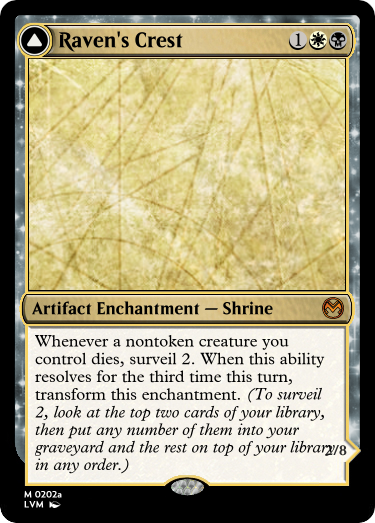 Raven's Crest 1
Artifact Enchantment — Shrine
Whenever a nontoken creature you
control dies, surveil 2. When this ability
resolves for the third time this turn,
transform this enchantment. (To surveil
2, look at the top two cards of your library,
then put any number of them into your
graveyard and the rest on top of your library
in any order.)
2/8
M 0202a
LVM